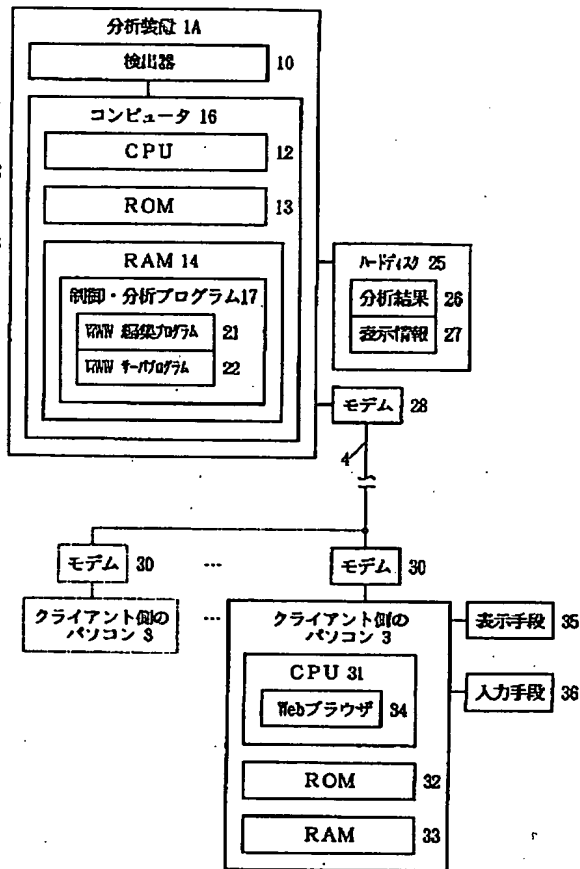 分析装置 1A
検出器 10
コンピュータ 16
CPU 12
ROM 13
RAM 14
制御・分析プログラム17
WWW 編集プログラム 21
WWW サーバプログラム 22
ハードディスク 25
分析結果 26
表示情報 27
モデム 28
4
モデム 30
...
モデム 30
クライアント側の
パソコン 3
...
クライアント側の
パソコン 3
表示手段 35
CPU 31
Webブラウザ 34
入力手段 36
ROM 32
RAM 33